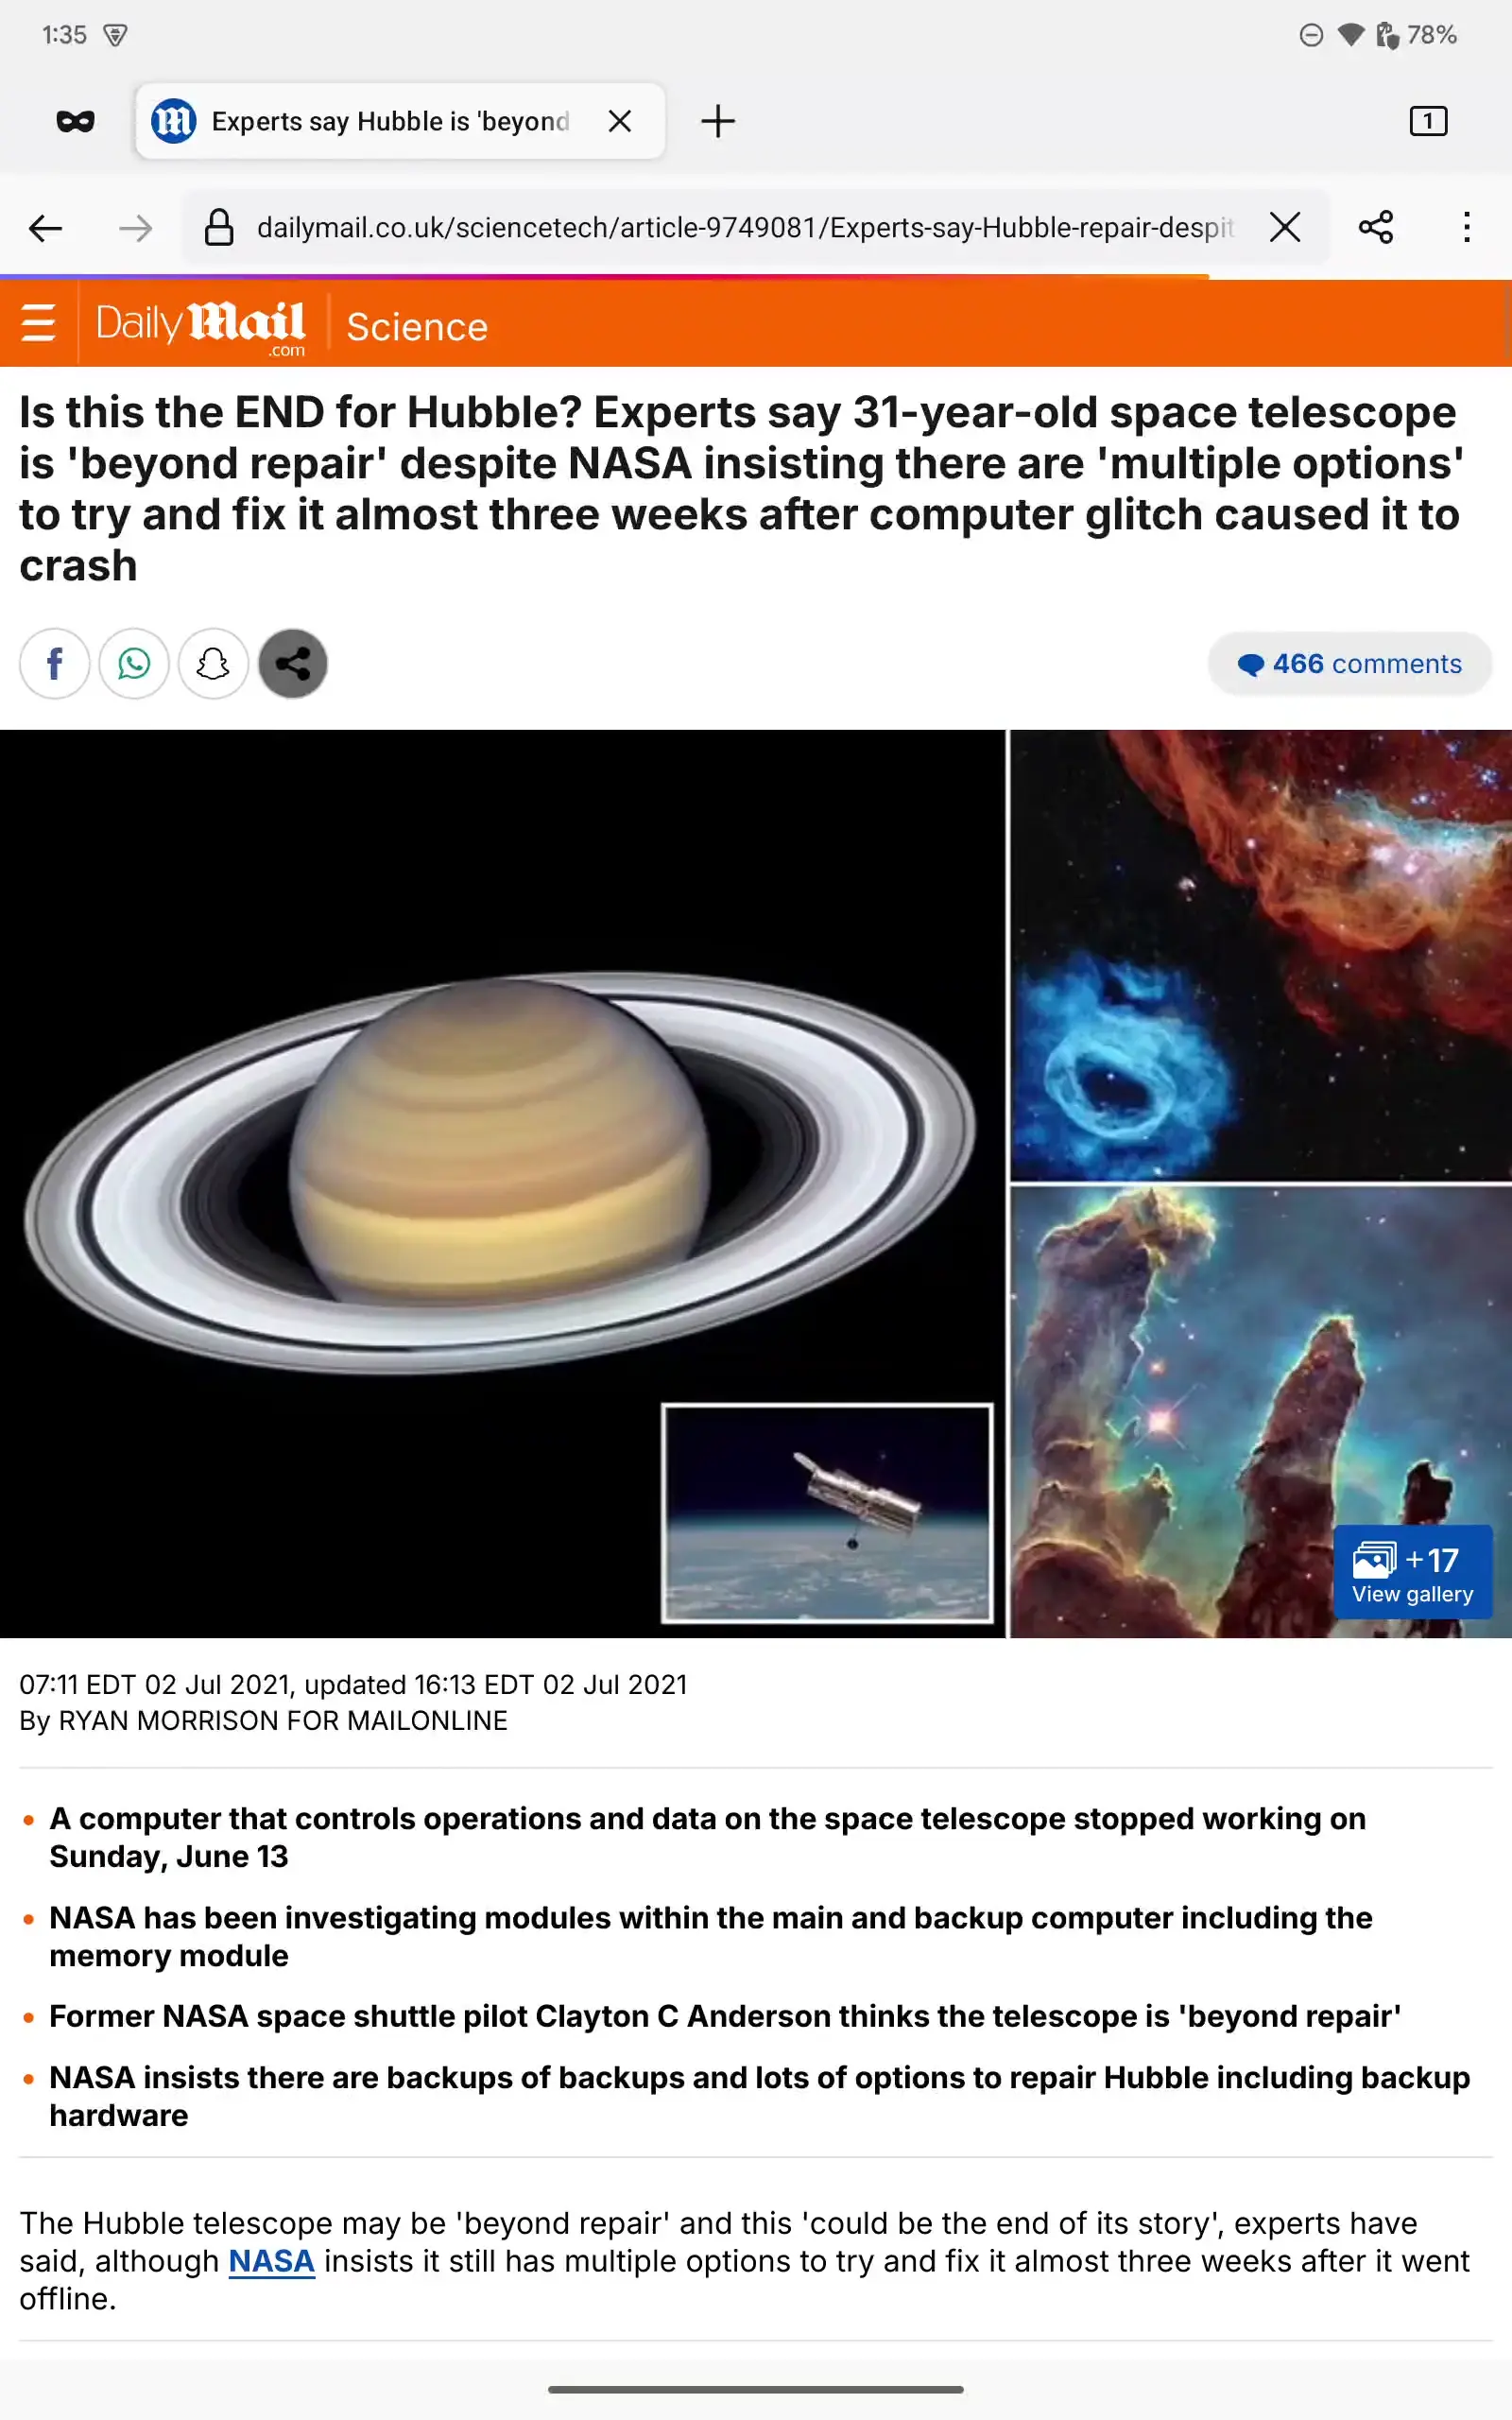 1:35
78%
Experts say Hubble is 'beyond
1
dailymail.co.uk/sciencetech/article-9749081/Experts-say-Hubble-repair-despit
Daily Mail .com Science
Is this the END for Hubble? Experts say 31-year-old space telescope
is 'beyond repair' despite NASA insisting there are 'multiple options'
to try and fix it almost three weeks after computer glitch caused it to
crash
466 comments
+17
View gallery
07:11 EDT 02 Jul 2021, updated 16:13 EDT 02 Jul 2021
By RYAN MORRISON FOR MAILONLINE
• A computer that controls operations and data on the space telescope stopped working on
Sunday, June 13
• NASA has been investigating modules within the main and backup computer including the
memory module
• Former NASA space shuttle pilot Clayton C Anderson thinks the telescope is 'beyond repair'
• NASA insists there are backups of backups and lots of options to repair Hubble including backup
hardware
The Hubble telescope may be 'beyond repair' and this 'could be the end of its story', experts have
said, although NASA insists it still has multiple options to try and fix it almost three weeks after it went
offline.